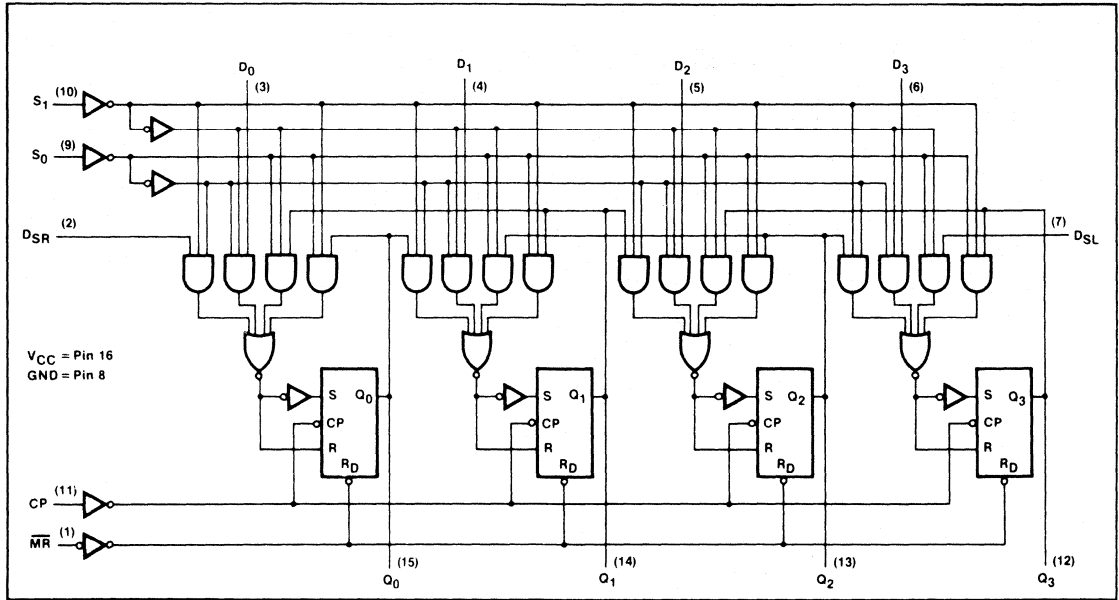 D0 D1 D2 D3
S1 (10) (3) (4) (5) (6)
S0 (9)
DSR (2) (7) DSL
VCC = Pin 16
GND = Pin 8
S Q0 S Q1 S Q2 S Q3
CP CP CP CP
R R R R
RD RD RD RD
CP (11)
MR (1)
(15) (14) (13) (12)
Q0 Q1 Q2 Q3